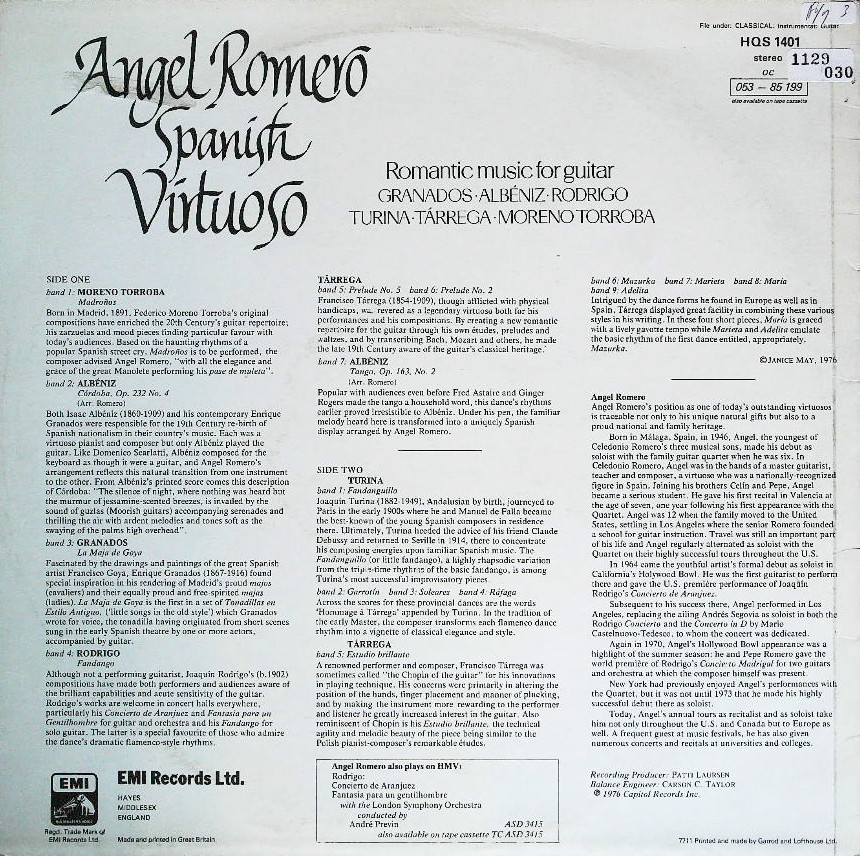 File under: CLASSICAL: Instrumental: Guitar
HQS 1401
stereo
OC
1129
030
053 – 85 199
also available on tape cassette
3
Angel Romero
Spanish
Virtuoso
Romantic music for guitar
GRANADOS·ALBÉNIZ·RODRIGO
TURINA·TÁRREGA·MORENO TORROBA
SIDE ONE
band 1: MORENO TORROBA
Madroños
Born in Madrid, 1891, Federico Moreno Torroba's original
compositions have enriched the 20th Century's guitar repertoire;
his zarzuelas and mood pieces finding particular favour with
today's audiences. Based on the haunting rhythms of a
popular Spanish street cry, Madroños is to be performed, the
composer advised Angel Romero, "with all the elegance and
grace of the great Manolete performing his pase de muleta".
band 2: ALBÉNIZ
Córdoba, Op. 232 No. 4
(Arr. Romero)
Both Isaac Albéniz (1860-1909) and his contemporary Enrique
Granados were responsible for the 19th Century re-birth of
Spanish nationalism in their country's music. Each was a
virtuoso pianist and composer but only Albéniz played the
guitar. Like Domenico Scarlatti, Albéniz composed for the
keyboard as though it were a guitar, and Angel Romero's
arrangement reflects this natural transition from one instrument
to the other. From Albéniz's printed score comes this description
of Córdoba: "The silence of night, where nothing was heard but
the murmur of jessamine-scented breezes, is invaded by the
sound of guzlas (Moorish guitars) accompanying serenades and
thrilling the air with ardent melodies and tones soft as the
swaying of the palms high overhead".
band 3: GRANADOS
La Maja de Goya
Fascinated by the drawings and paintings of the great Spanish
artist Francisco Goya, Enrique Granados (1867-1916) found
special inspiration in his rendering of Madrid's proud majos
(cavaliers) and their equally proud and free-spirited majas
(ladies). La Maja de Goya is the first in a set of Tonadillas en
Estilo Antiguo, ('little songs in the old style') which Granados
wrote for voice, the tonadilla having originated from short scenes
sung in the early Spanish theatre by one or more actors,
accompanied by guitar.
band 4: RODRIGO
Fandango
Although not a performing guitarist, Joaquín Rodrigo's (b.1902)
compositions have made both performers and audiences aware of
the brilliant capabilities and acute sensitivity of the guitar.
Rodrigo's works are welcome in concert halls everywhere,
particularly his Concierto de Aranjuez and Fantasia para un
Gentilhombre for guitar and orchestra and his Fandango for
solo guitar. The latter is a special favourite of those who admire
the dance's dramatic flamenco-style rhythms.
TÁRREGA
band 5: Prelude No. 5 band 6: Prelude No. 2
Francisco Tárrega (1854-1909), though afflicted with physical
handicaps, was revered as a legendary virtuoso both for his
performances and his compositions. By creating a new romantic
repertoire for the guitar through his own études, preludes and
waltzes, and by transcribing Bach, Mozart and others, he made
the late 19th Century aware of the guitar's classical heritage.
band 7: ALBÉNIZ
Tango, Op. 163, No. 2
(Arr. Romero)
Popular with audiences even before Fred Astaire and Ginger
Rogers made the tango a household word, this dance's rhythms
earlier proved irresistible to Albéniz. Under his pen, the familiar
melody heard here is transformed into a uniquely Spanish
display arranged by Angel Romero.
SIDE TWO
TURINA
band 1: Fandanguillo
Joaquin Turina (1882-1949), Andalusian by birth, journeyed to
Paris in the early 1900s where he and Manuel de Falla became
the best-known of the young Spanish composers in residence
there. Ultimately, Turina heeded the advice of his friend Claude
Debussy and returned to Seville in 1914, there to concentrate
his composing energies upon familiar Spanish music. The
Fandanguillo (or little fandango), a highly rhapsodic variation
from the triple-time rhythms of the basic fandango, is among
Turina's most successful improvisatory pieces.
band 2: Garrotín band 3: Soleares band 4: Ráfaga
Across the scores for these provincial dances are the words
'Hommage à Tárrega' appended by Turina. In the tradition of
the early Master, the composer transforms each flamenco dance
rhythm into a vignette of classical elegance and style.
TÁRREGA
band 5: Estudio brillante
A renowned performer and composer, Francisco Tárrega was
sometimes called "the Chopin of the guitar" for his innovations
in playing technique. His concerns were primarily in altering the
position of the hands, finger placement and manner of plucking,
and by making the instrument more rewarding to the performer
and listener he greatly increased interest in the guitar. Also
reminiscent of Chopin is his Estudio brillante, the technical
agility and melodic beauty of the piece being similar to the
Polish pianist-composer's remarkable études.
band 6: Mazurka band 7: Marieta band 8: María
band 9: Adelita
Intrigued by the dance forms he found in Europe as well as in
Spain, Tárrega displayed great facility in combining these various
styles in his writing. In these four short pieces, María is graced
with a lively gavotte tempo while Marieta and Adelita emulate
the basic rhythm of the first dance entitled, appropriately,
Mazurka.
©JANICE MAY, 1976
Angel Romero
Angel Romero's position as one of today's outstanding virtuosos
is traceable not only to his unique natural gifts but also to a
proud national and family heritage.
Born in Málaga, Spain, in 1946, Angel, the youngest of
Celedonio Romero's three musical sons, made his debut as
soloist with the family guitar quartet when he was six. In
Celedonio Romero, Angel was in the hands of a master guitarist,
teacher and composer, a virtuoso who was a nationally-recognized
figure in Spain. Joining his brothers Celin and Pepe, Angel
became a serious student. He gave his first recital in Valencia at
the age of seven, one year following his first appearance with the
Quartet. Angel was 12 when the family moved to the United
States, settling in Los Angeles where the senior Romero founded
a school for guitar instruction. Travel was still an important part
of his life and Angel regularly alternated as soloist with the
Quartet on their highly successful tours throughout the U.S.
In 1964 came the youthful artist's formal debut as soloist in
California's Holywood Bowl. He was the first guitarist to perform
there and gave the U.S. première performance of Joaquín
Rodrigo's Concierto de Aranjuez.
Subsequent to his success there, Angel performed in Los
Angeles, replacing the ailing Andrés Segovia as soloist in both the
Rodrigo Concierto and the Concerto in D by Mario
Castelnuovo-Tedesco, to whom the concert was dedicated.
Again in 1970, Angel's Hollywood Bowl appearance was a
highlight of the summer season: he and Pepe Romero gave the
world première of Rodrigo's Concierto Madrigal for two guitars
and orchestra at which the composer himself was present.
New York had previously enjoyed Angel's performances with
the Quartet, but it was not until 1973 that he made his highly
successful debut there as soloist.
Today, Angel's annual tours as recitalist and as soloist take
him not only throughout the U.S. and Canada but to Europe as
well. A frequent guest at music festivals, he has also given
numerous concerts and recitals at universities and colleges.
Recording Producer: PATTI LAURSEN
Balance Engineer: CARSON C. TAYLOR
℗ 1976 Capitol Records Inc.
EMI
Regd. Trade Mark of
EMI Records Ltd.
EMI Records Ltd.
HAYES
MIDDLESEX
ENGLAND
Made and printed in Great Britain
Angel Romero also plays on HMV:
Rodrigo:
Concierto de Aranjuez
Fantasia para un gentilhombre
with the London Symphony Orchestra
conducted by
André Previn ASD 3415
also available on tape cassette TC ASD 3415
7711 Printed and made by Garrod and Lofthouse Ltd.